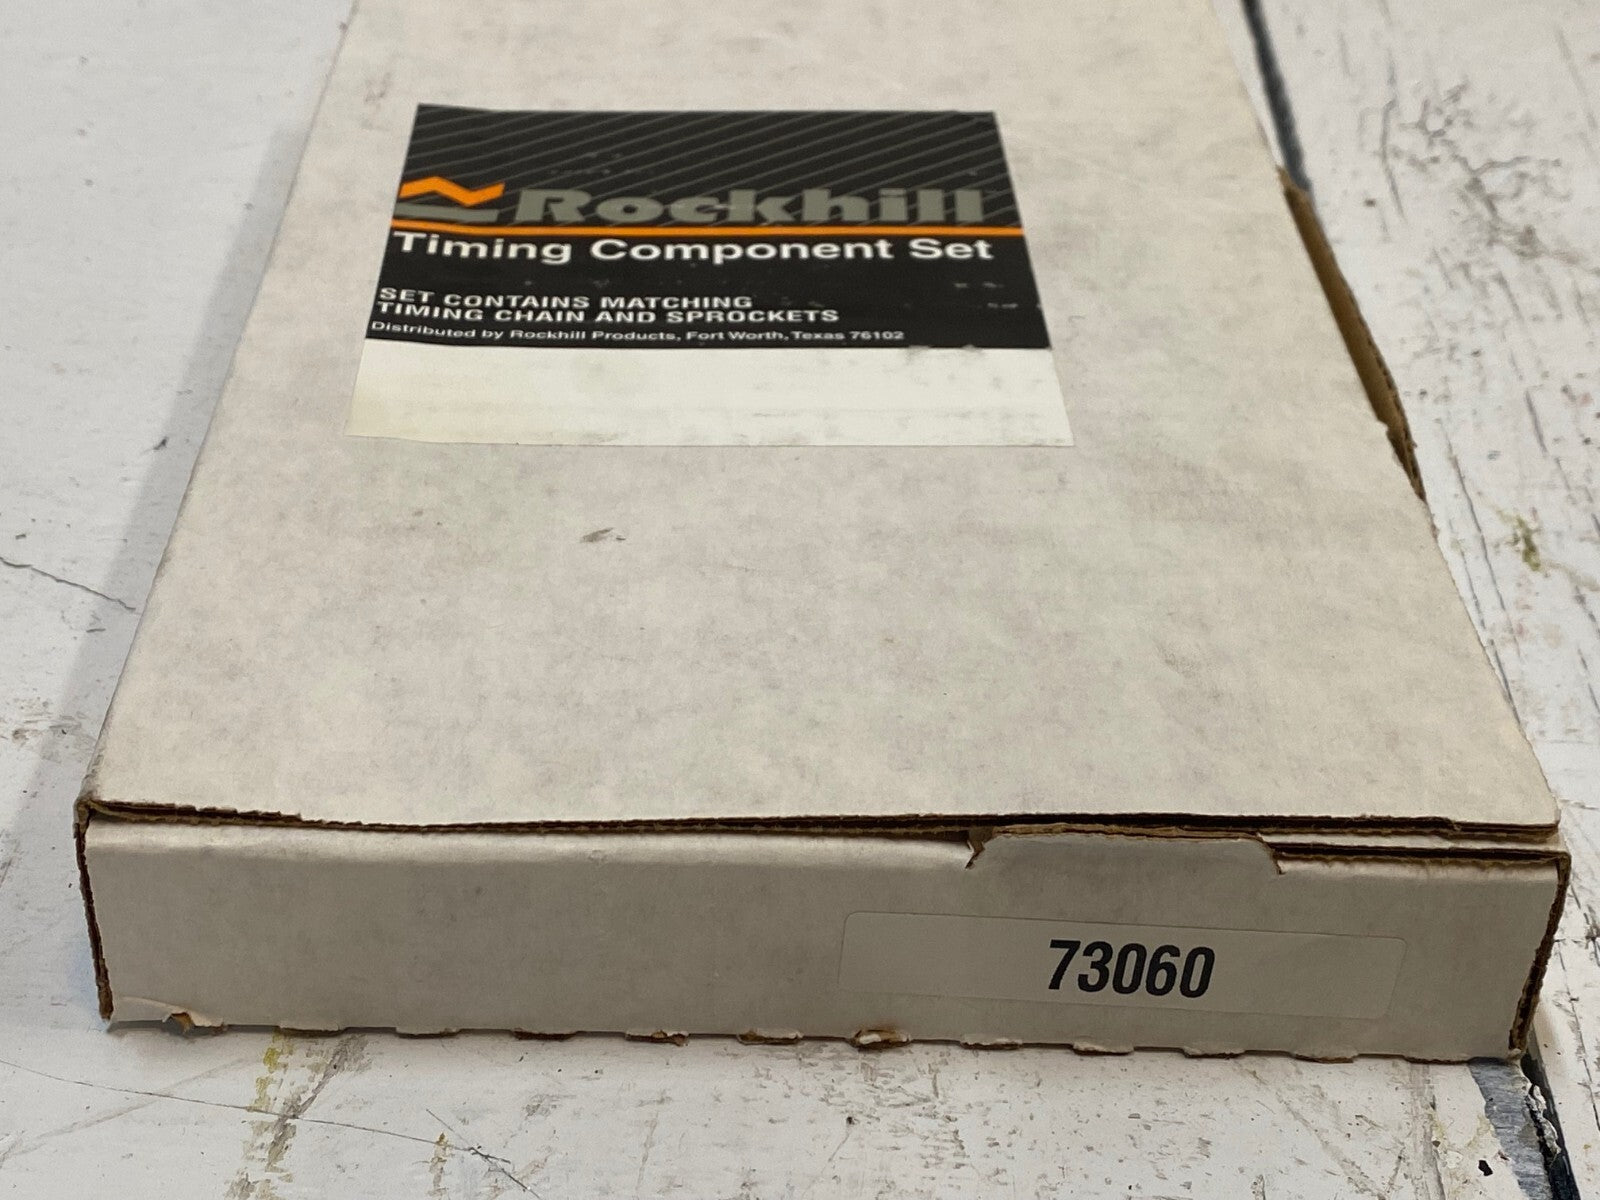 Rockhill
Timing Component Set
SET CONTAINS MATCHING
TIMING CHAIN AND SPROCKETS
Distributed by Rockhill Products, Fort Worth, Texas 76102
73060